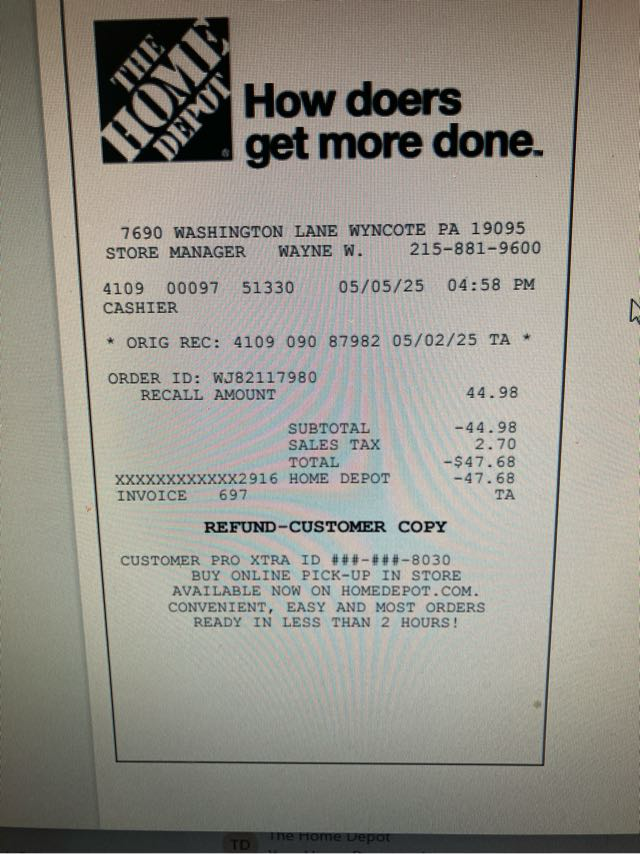 THE
HOME
DEPOT
How doers
get more done.
7690 WASHINGTON LANE WYNCOTE PA 19095
STORE MANAGER WAYNE W. 215-881-9600
4109 00097 51330 05/05/25 04:58 PM
CASHIER
* ORIG REC: 4109 090 87982 05/02/25 TA *
ORDER ID: WJ82117980
RECALL AMOUNT 44.98
SUBTOTAL -44.98
SALES TAX 2.70
TOTAL -$47.68
XXXXXXXXXXXX2916 HOME DEPOT -47.68
INVOICE 697 TA
REFUND-CUSTOMER COPY
CUSTOMER PRO XTRA ID ###-###-8030
BUY ONLINE PICK-UP IN STORE
AVAILABLE NOW ON HOMEDEPOT.COM.
CONVENIENT, EASY AND MOST ORDERS
READY IN LESS THAN 2 HOURS!
TD The Home Depot